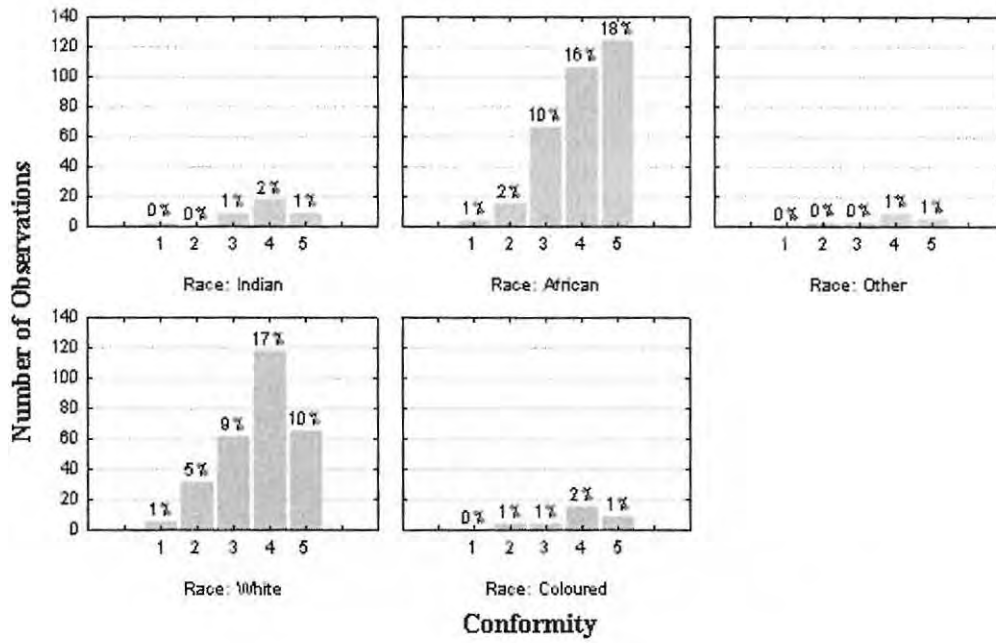 Number of Observations
140
120
100
80
60
40
20
0
0% 0% 1% 2% 1%
1 2 3 4 5
Race: Indian
1% 2% 10% 16% 18%
1 2 3 4 5
Race: African
0% 0% 0% 1% 1%
1 2 3 4 5
Race: Other
140
120
100
80
60
40
20
0
1% 5% 9% 17% 10%
1 2 3 4 5
Race: White
0% 1% 1% 2% 1%
1 2 3 4 5
Race: Coloured
Conformity